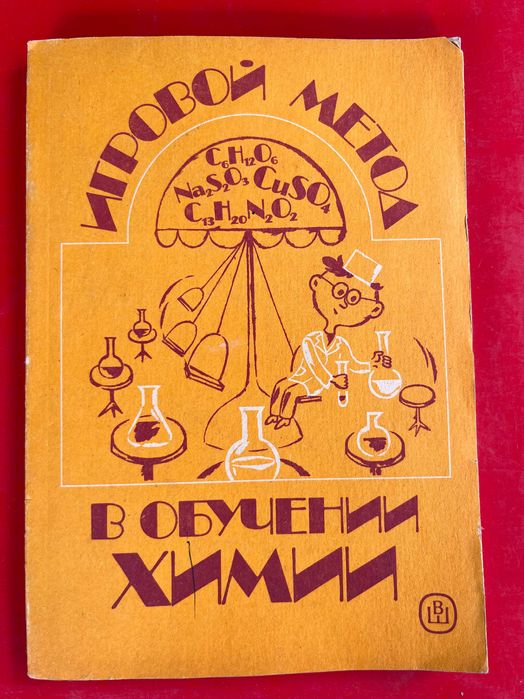 ИГРОВОЙ МЕТОД
C₆H₁₂O₆
Na₂S₂O₃ CuSO₄
C₁₃H₂₀N₂O₂
В ОБУЧЕНИИ
ХИМИИ
ВШ